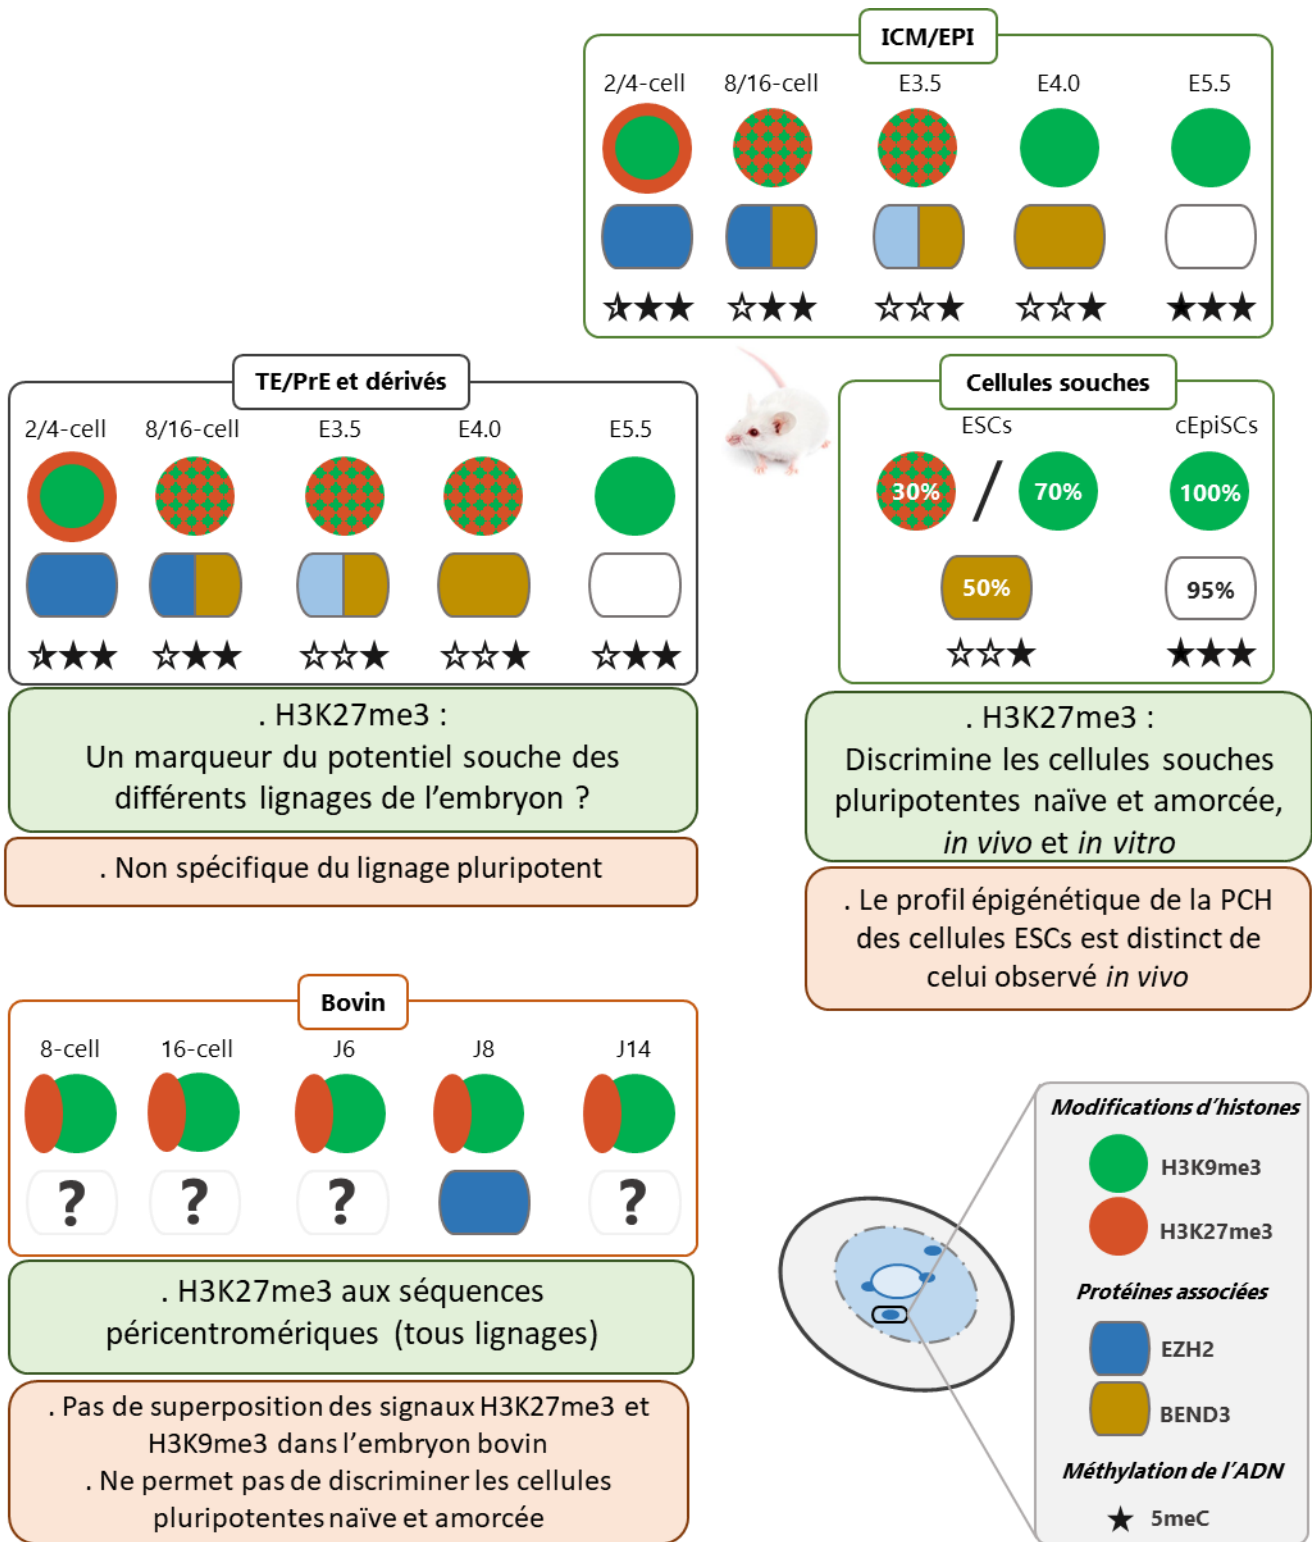 ICM/EPI
2/4-cell 8/16-cell E3.5 E4.0 E5.5
TE/PrE et dérivés
2/4-cell 8/16-cell E3.5 E4.0 E5.5
. H3K27me3 :
Un marqueur du potentiel souche des
différents lignages de l’embryon ?
. Non spécifique du lignage pluripotent
Cellules souches
ESCs cEpiSCs
30% / 70% 100%
50% 95%
. H3K27me3 :
Discrimine les cellules souches
pluripotentes naïve et amorcée,
in vivo et in vitro
. Le profil épigénétique de la PCH
des cellules ESCs est distinct de
celui observé in vivo
Bovin
8-cell 16-cell J6 J8 J14
? ? ? ?
. H3K27me3 aux séquences
péricentromériques (tous lignages)
. Pas de superposition des signaux H3K27me3 et
H3K9me3 dans l’embryon bovin
. Ne permet pas de discriminer les cellules
pluripotentes naïve et amorcée
Modifications d’histones
H3K9me3
H3K27me3
Protéines associées
EZH2
BEND3
Méthylation de l’ADN
5meC